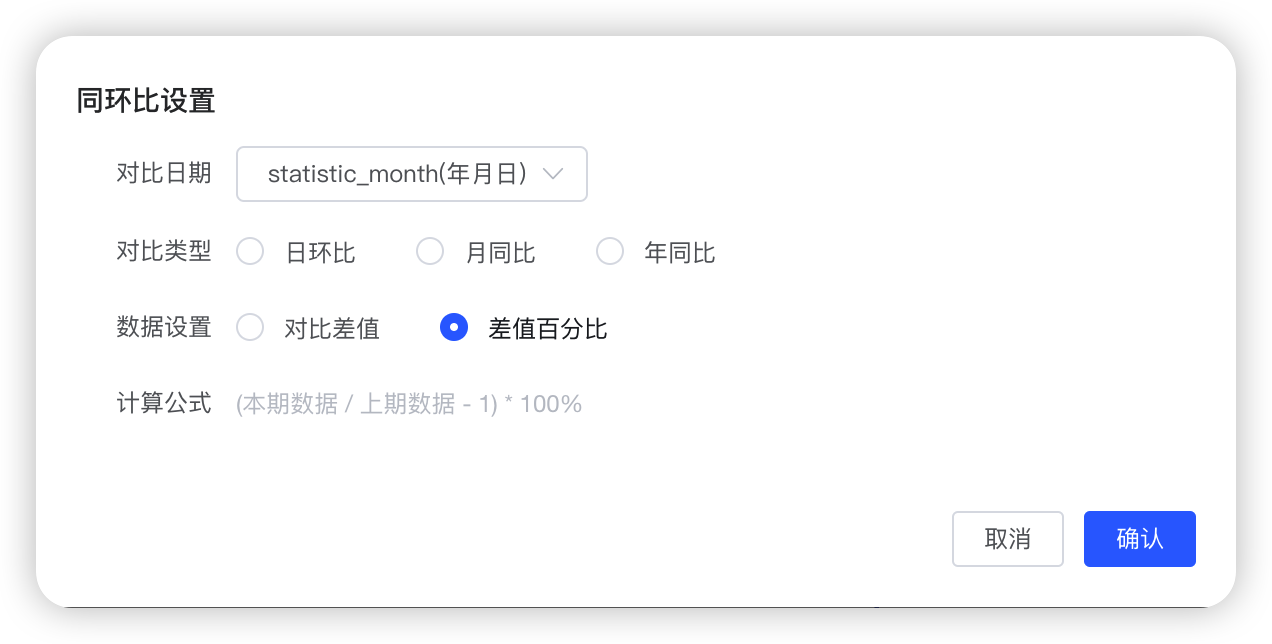 同环比设置
对比日期 statistic_month(年月日)
对比类型 日环比 月同比 年同比
数据设置 对比差值 差值百分比
计算公式 (本期数据 / 上期数据 - 1) * 100%
取消 确认